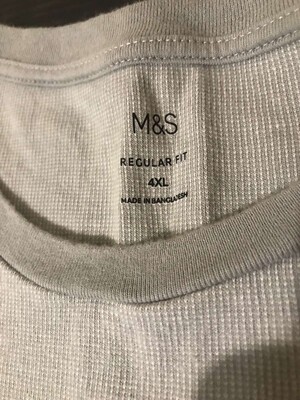 M&S
REGULAR FIT
4XL
MADE IN BANGLADESH